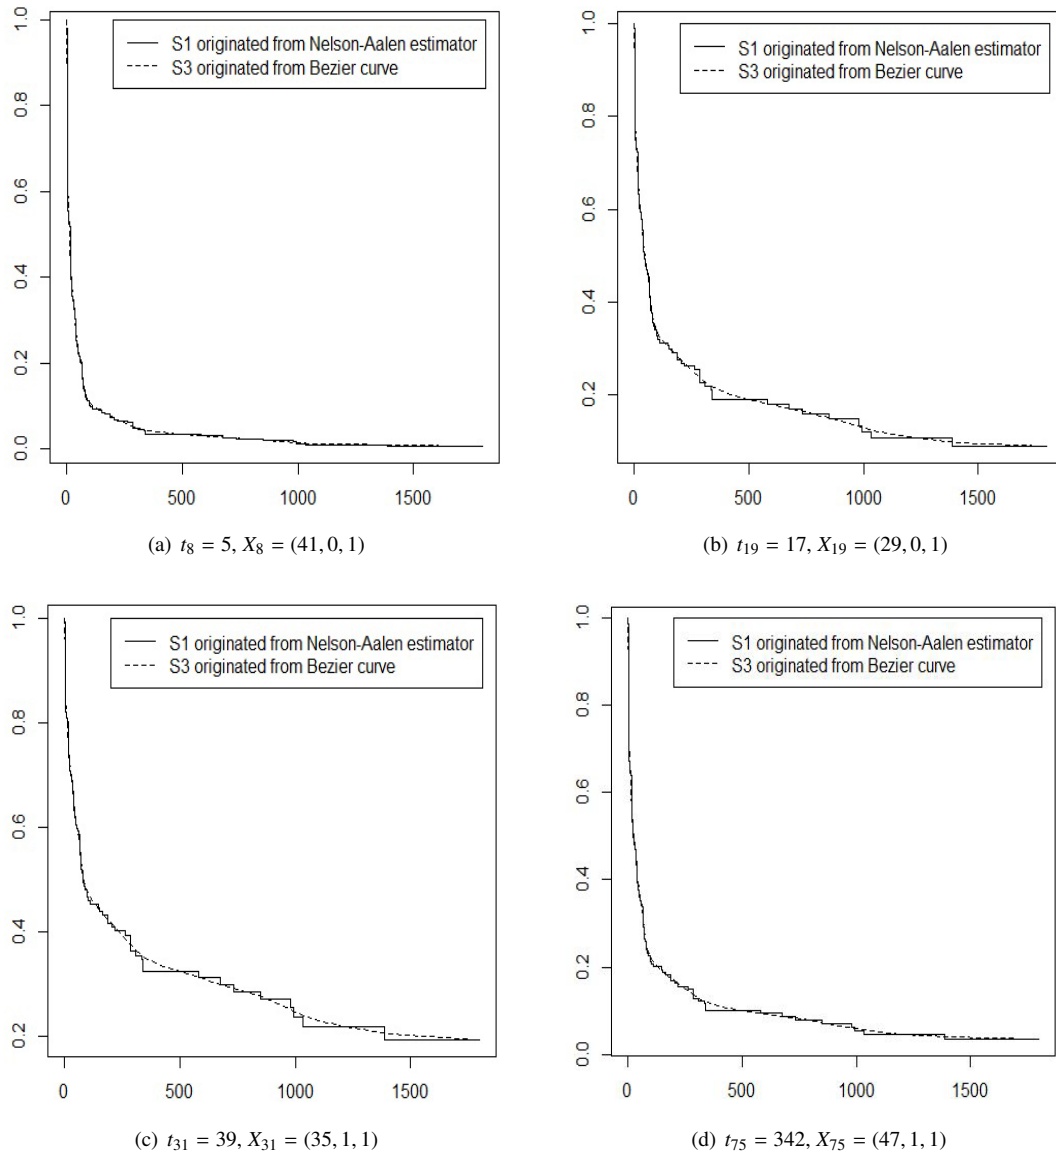 S1 originated from Nelson-Aalen estimator
S3 originated from Bezier curve
1.0
0.8
0.6
0.4
0.2
0.0
0 500 1000 1500
(a) t₈ = 5, X₈ = (41, 0, 1)
S1 originated from Nelson-Aalen estimator
S3 originated from Bezier curve
1.0
0.8
0.6
0.4
0.2
0 500 1000 1500
(b) t₁₉ = 17, X₁₉ = (29, 0, 1)
S1 originated from Nelson-Aalen estimator
S3 originated from Bezier curve
1.0
0.8
0.6
0.4
0.2
0 500 1000 1500
(c) t₃₁ = 39, X₃₁ = (35, 1, 1)
S1 originated from Nelson-Aalen estimator
S3 originated from Bezier curve
1.0
0.8
0.6
0.4
0.2
0.0
0 500 1000 1500
(d) t₇₅ = 342, X₇₅ = (47, 1, 1)